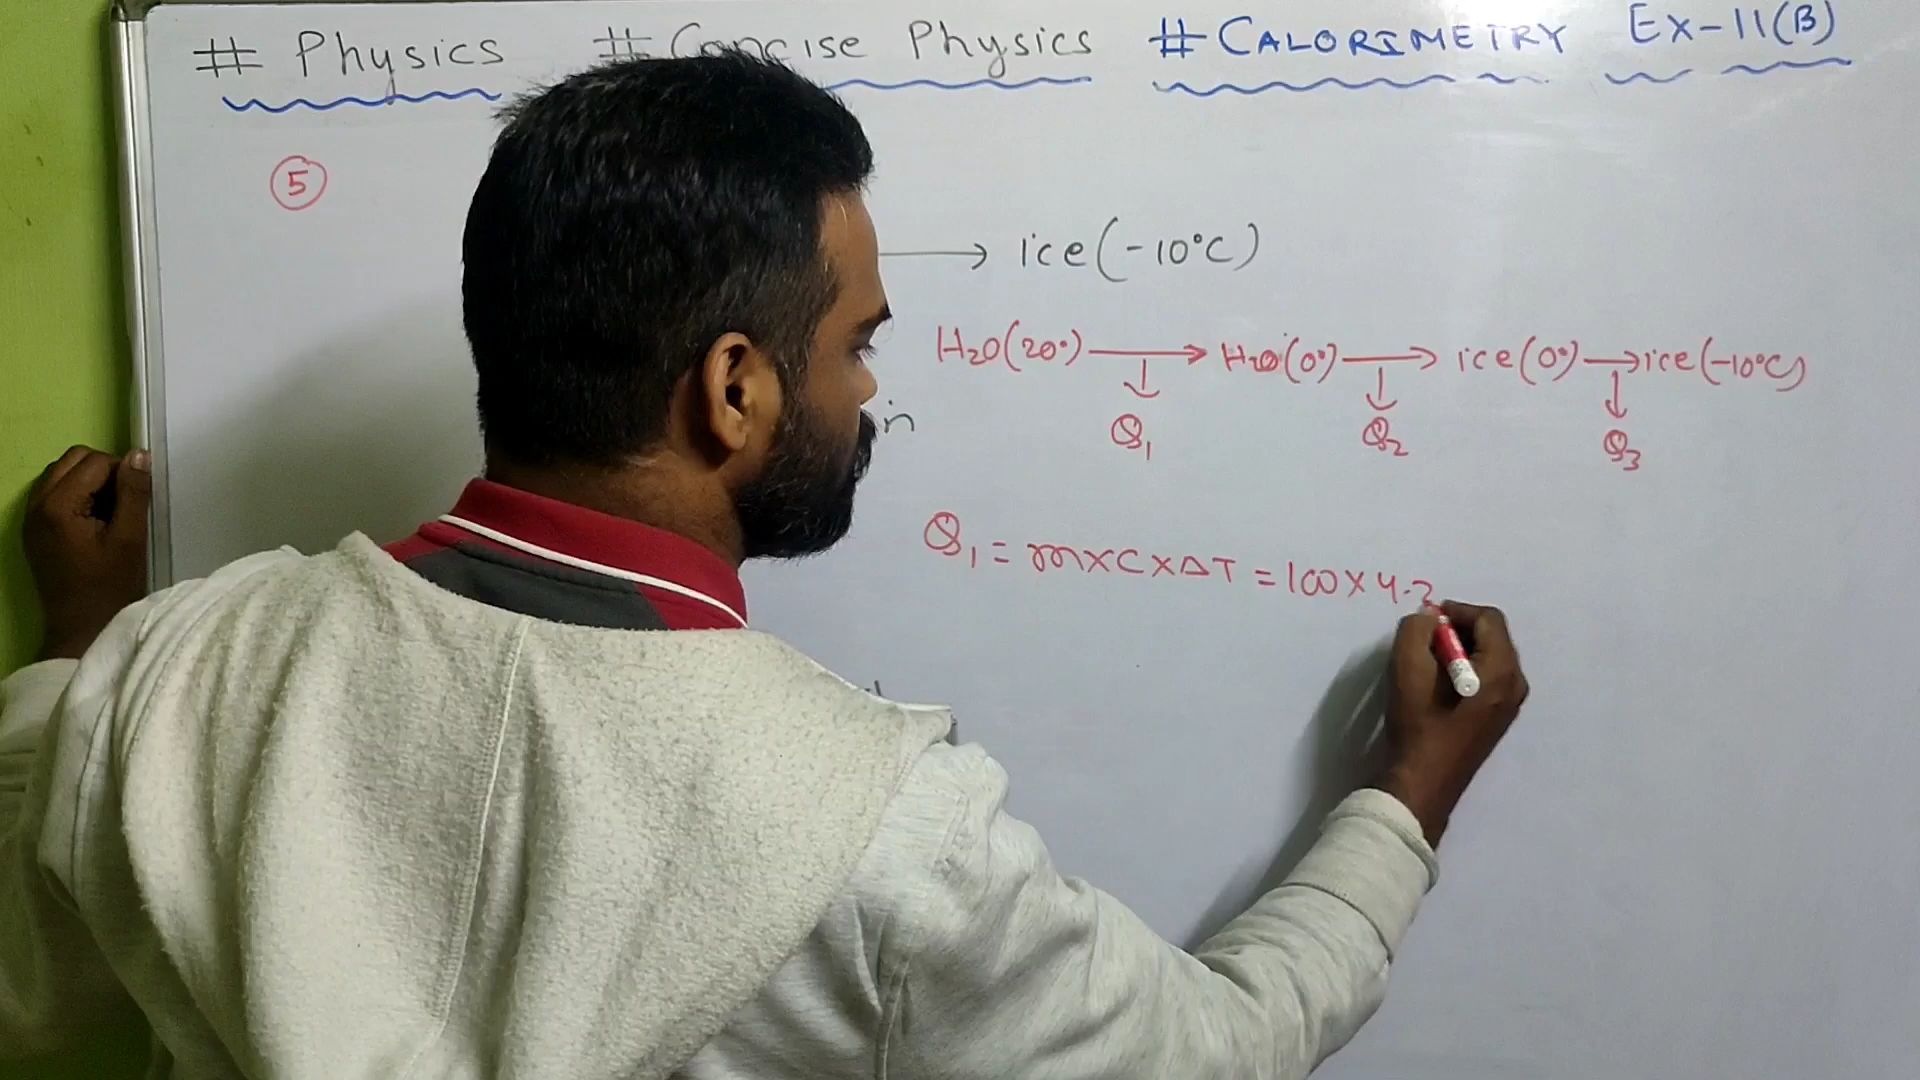 # Physics # Concise Physics # CALORIMETRY Ex-11(B)
5
→ ice(-10°C)
H₂O(20°) → H₂O(0°) → ice(0°) → ice(-10°C)
in ↓ ↓ ↓
Q₁ Q₂ Q₃
Q₁ = m×C×ΔT = 100×4.2